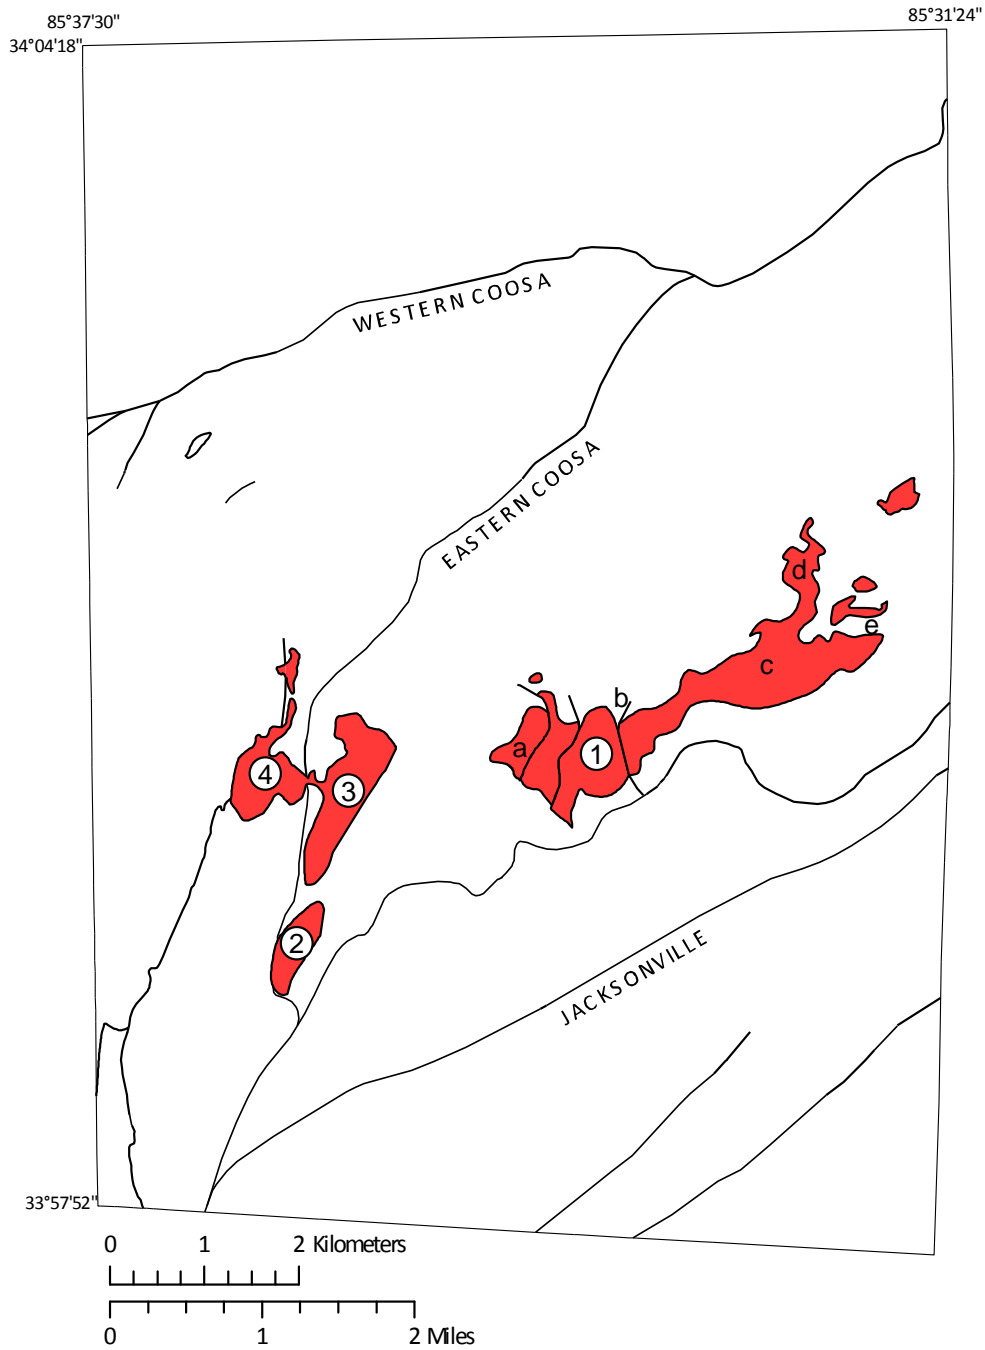 85°37'30"
85°31'24"
34°04'18"
WESTERN COOSA
EASTERN COOSA
d
e
c
b
a
1
4
3
2
JACKSONVILLE
33°57'52"
0 1 2 Kilometers
0 1 2 Miles